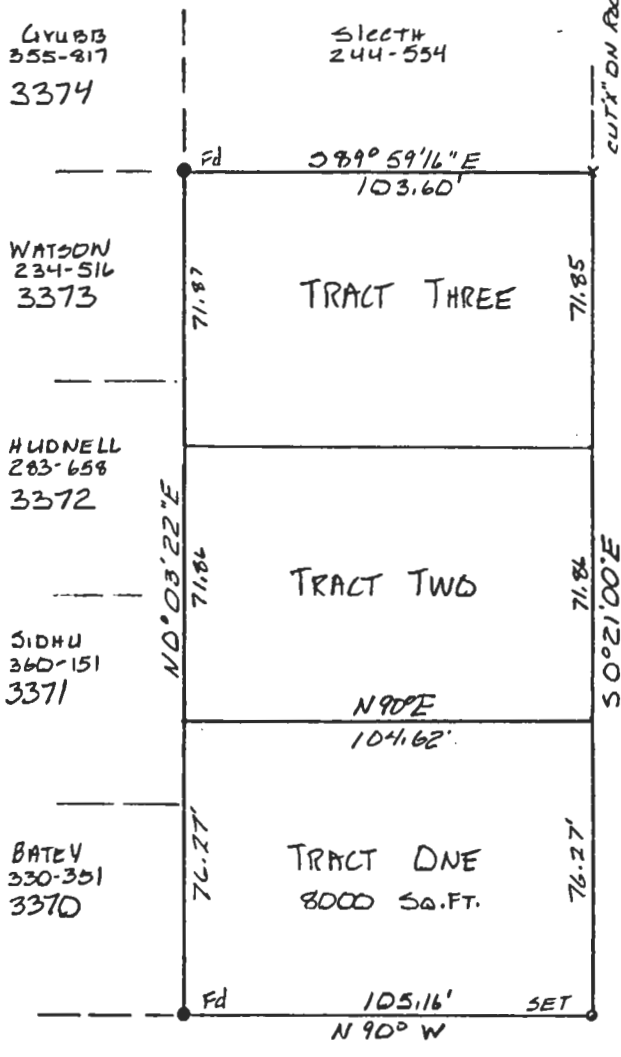 GRUBB
355-817
3374
SLEETH
244-554
CUT "X" ON ROC
Fd
S89° 59'16" E
103.60'
WATSON
234-516
3373
71.87
TRACT THREE
71.85
HUDNELL
283-658
3372
N0°03'22"E
71.86
TRACT TWO
71.86
S0°21'00"E
SIDHU
360-151
3371
N90°E
104.62'
BATEY
330-351
3370
76.27'
TRACT ONE
8000 SQ.FT.
76.27'
Fd
105.16'
SET
N 90° W